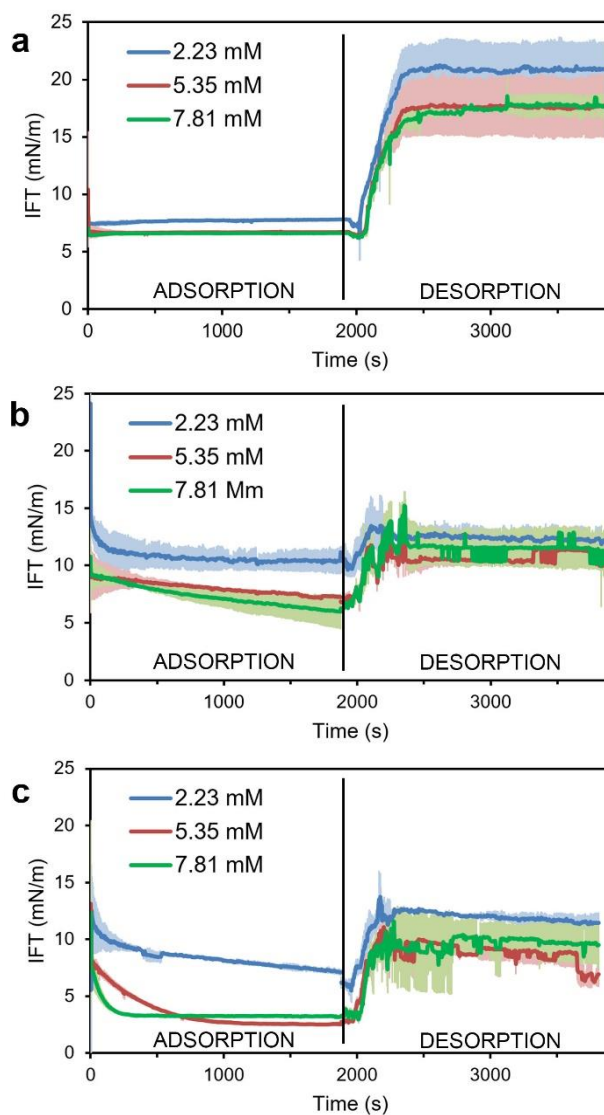 a
2.23 mM
5.35 mM
7.81 mM
25
20
15
10
5
0
IFT (mN/m)
ADSORPTION
DESORPTION
0
1000
2000
3000
Time (s)
b
2.23 mM
5.35 mM
7.81 Mm
25
20
15
10
5
0
IFT (mN/m)
ADSORPTION
DESORPTION
0
1000
2000
3000
Time (s)
c
2.23 mM
5.35 mM
7.81 mM
25
20
15
10
5
0
IFT (mN/m)
ADSORPTION
DESORPTION
0
1000
2000
3000
Time (s)